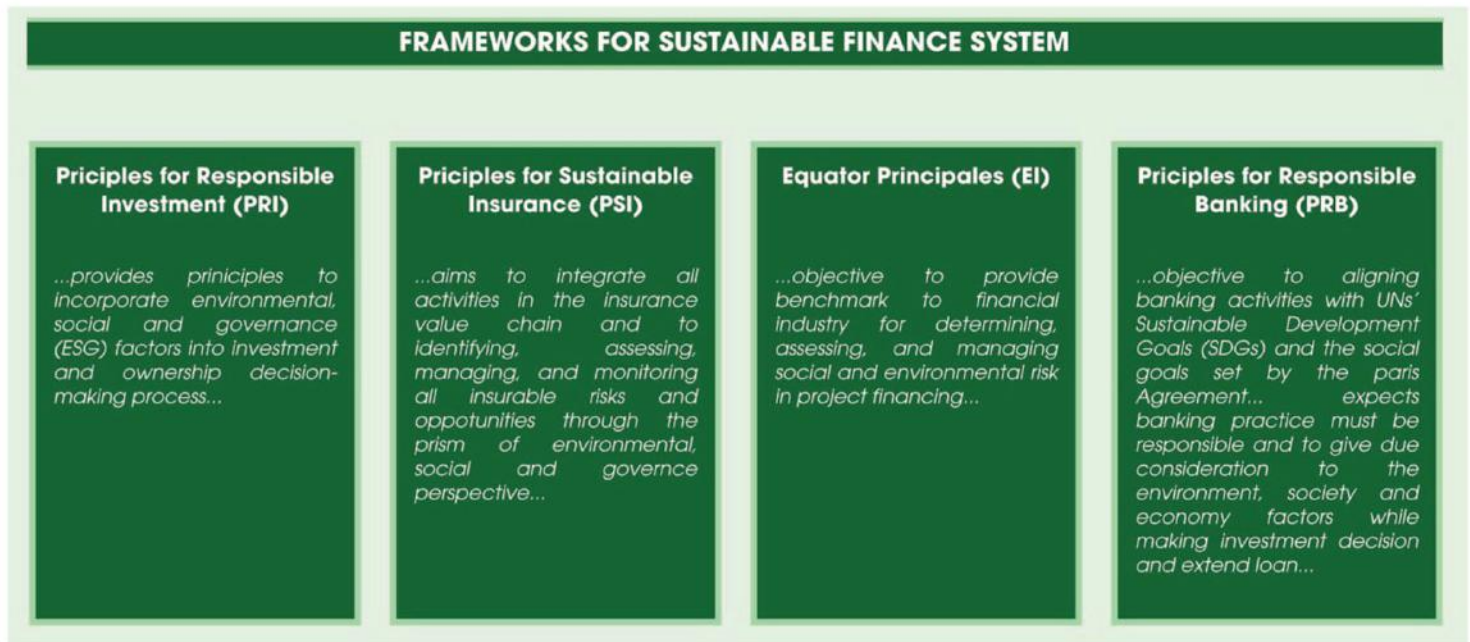 FRAMEWORKS FOR SUSTAINABLE FINANCE SYSTEM
Priciples for Responsible
Investment (PRI)
...provides priniciples to
incorporate environmental,
social and governance
(ESG) factors into investment
and ownership decision-
making process...
Priciples for Sustainable
Insurance (PSI)
...aims to integrate all
activities in the insurance
value chain and to
identifying, assessing,
managing, and monitoring
all insurable risks and
oppotunities through the
prism of environmental,
social and governce
perspective...
Equator Principales (EI)
...objective to provide
benchmark to financial
industry for determining,
assessing, and managing
social and environmental risk
in project financing...
Priciples for Responsible
Banking (PRB)
...objective to aligning
banking activities with UNs'
Sustainable Development
Goals (SDGs) and the social
goals set by the paris
Agreement... expects
banking practice must be
responsible and to give due
consideration to the
environment, society and
economy factors while
making investment decision
and extend loan...